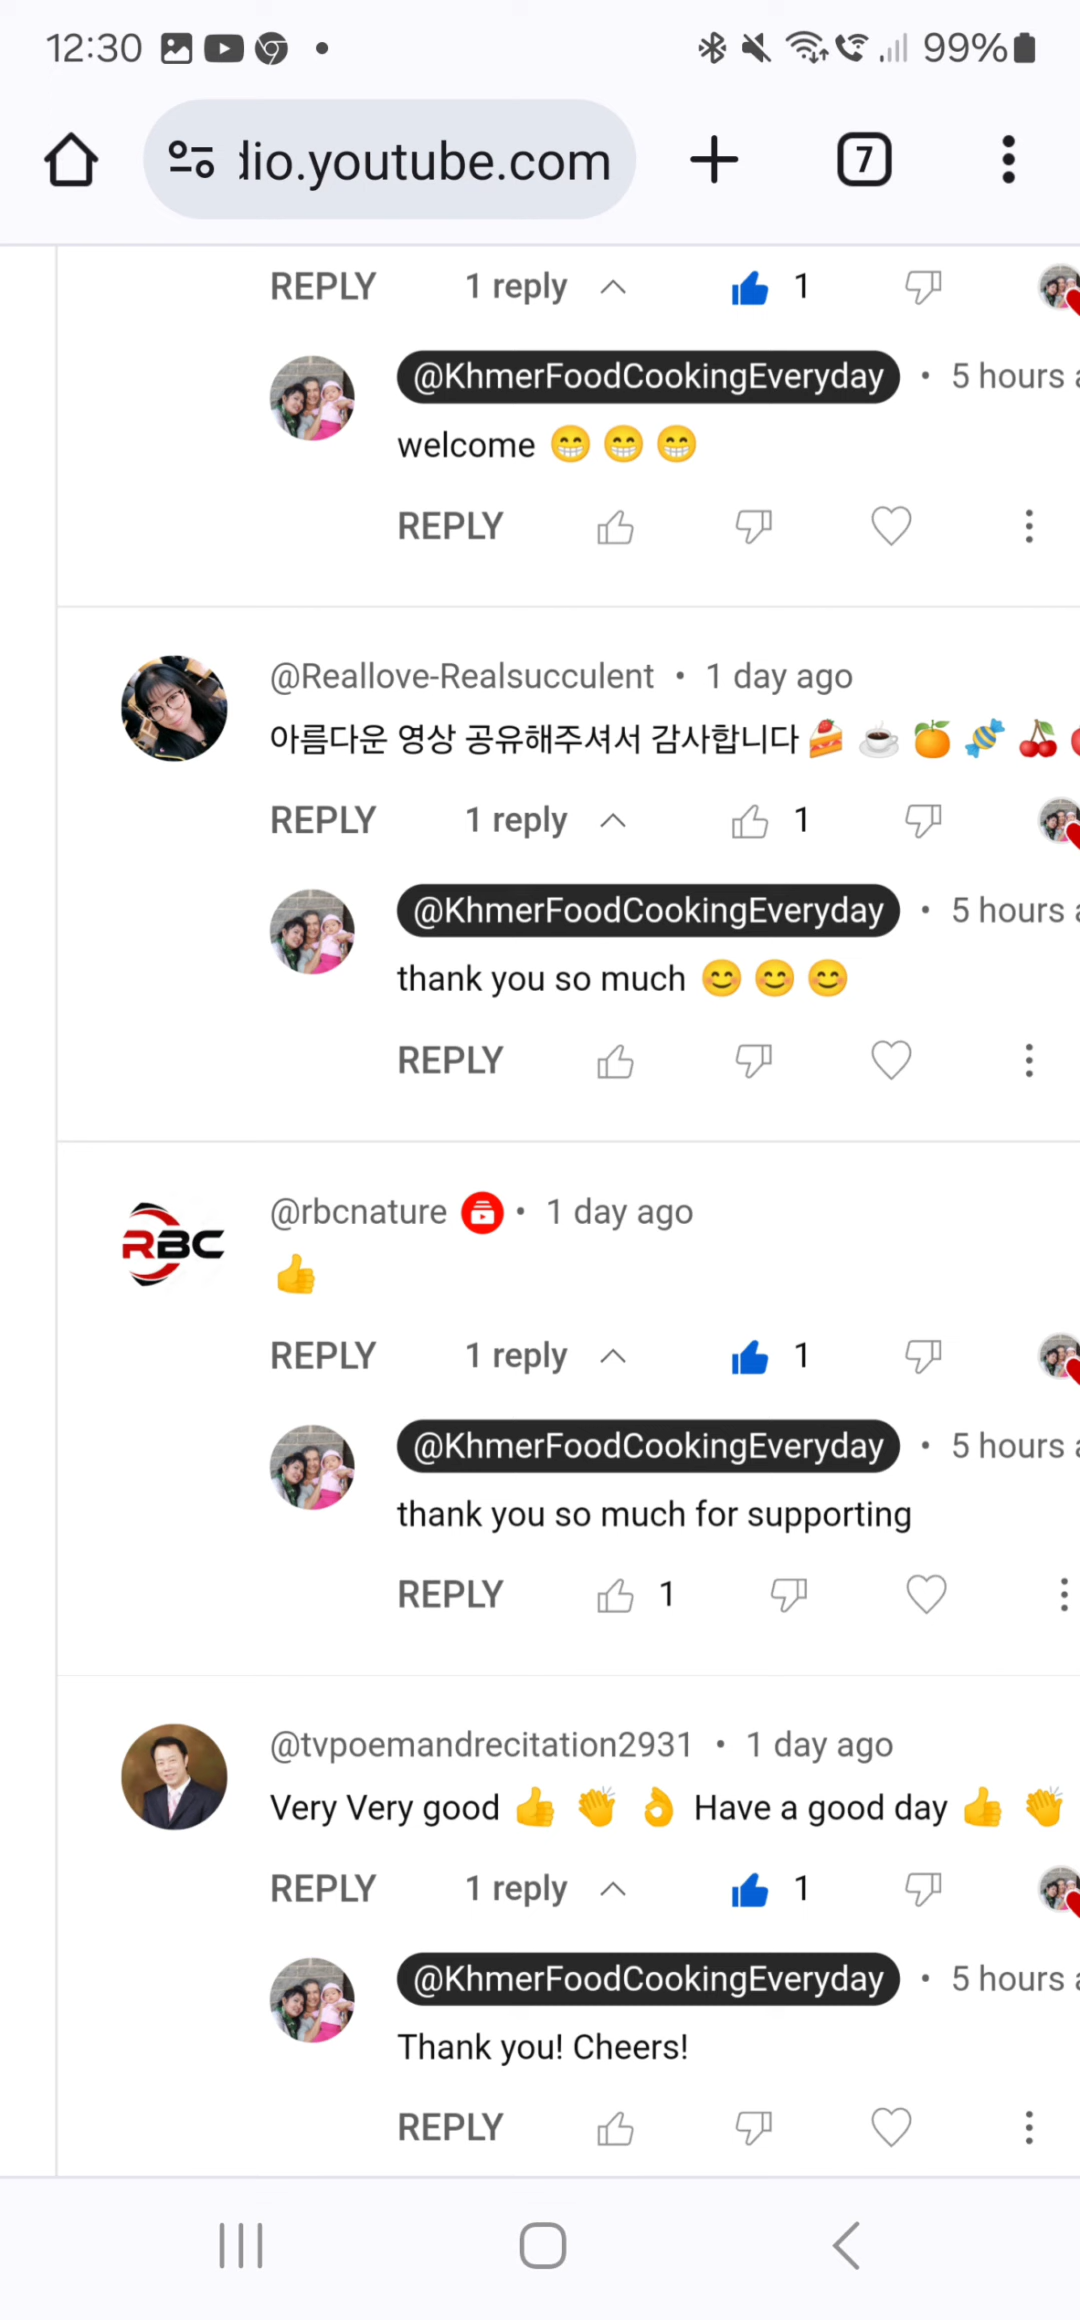 12:30 99%
dio.youtube.com 7
REPLY 1 reply 1
@KhmerFoodCookingEveryday • 5 hours
welcome 😁😁😁
REPLY
@Reallove-Realsucculent • 1 day ago
아름다운 영상 공유해주셔서 감사합니다🍰☕🍊🍬🍒
REPLY 1 reply 1
@KhmerFoodCookingEveryday • 5 hours
thank you so much 😊😊😊
REPLY
RBC
@rbcnature • 1 day ago
👍
REPLY 1 reply 1
@KhmerFoodCookingEveryday • 5 hours
thank you so much for supporting
REPLY 1
@tvpoemandrecitation2931 • 1 day ago
Very Very good 👍👏👌 Have a good day 👍👏
REPLY 1 reply 1
@KhmerFoodCookingEveryday • 5 hours
Thank you! Cheers!
REPLY